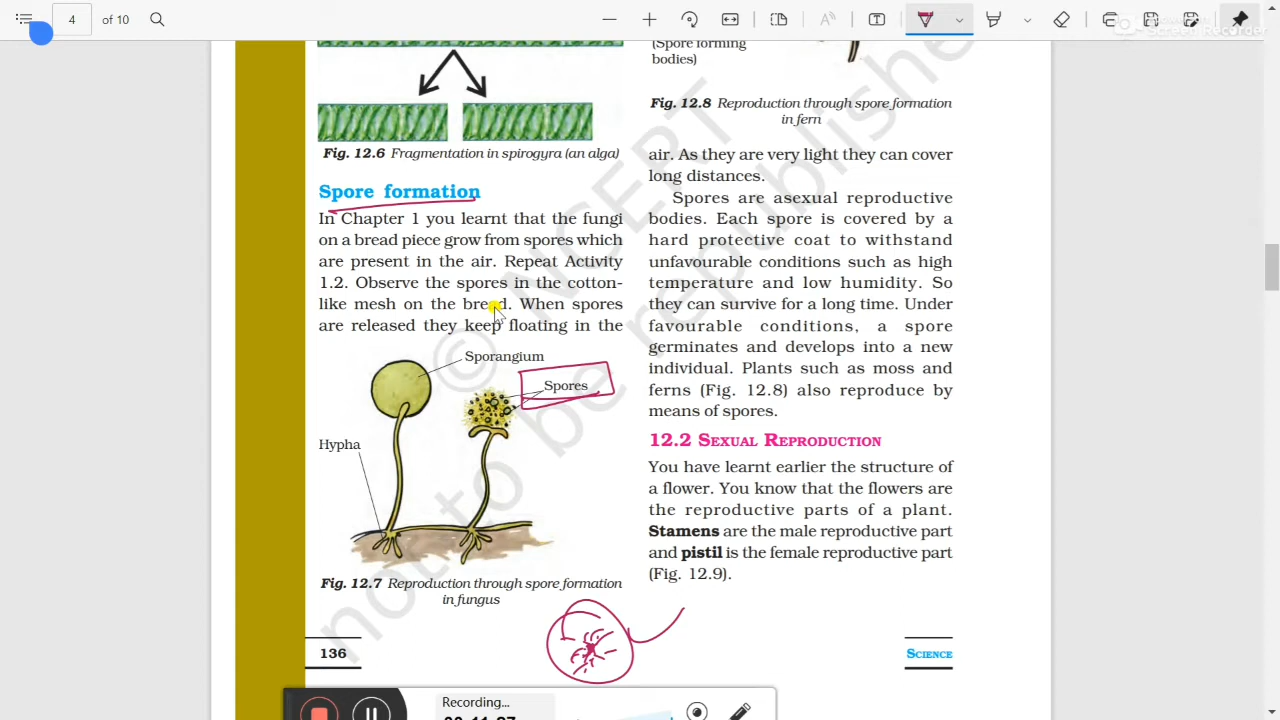 4 of 10
(Spore forming
bodies)
Fig. 12.8 Reproduction through spore formation
in fern
Fig. 12.6 Fragmentation in spirogyra (an alga)
Spore formation
In Chapter 1 you learnt that the fungi
on a bread piece grow from spores which
are present in the air. Repeat Activity
1.2. Observe the spores in the cotton-
like mesh on the bread. When spores
are released they keep floating in the
Sporangium
Spores
Hypha
Fig. 12.7 Reproduction through spore formation
in fungus
136
air. As they are very light they can cover
long distances.
Spores are asexual reproductive
bodies. Each spore is covered by a
hard protective coat to withstand
unfavourable conditions such as high
temperature and low humidity. So
they can survive for a long time. Under
favourable conditions, a spore
germinates and develops into a new
individual. Plants such as moss and
ferns (Fig. 12.8) also reproduce by
means of spores.
12.2 SEXUAL REPRODUCTION
You have learnt earlier the structure of
a flower. You know that the flowers are
the reproductive parts of a plant.
Stamens are the male reproductive part
and pistil is the female reproductive part
(Fig. 12.9).
SCIENCE
© NCERT
not to be republished
Recording...
Screen Recorder